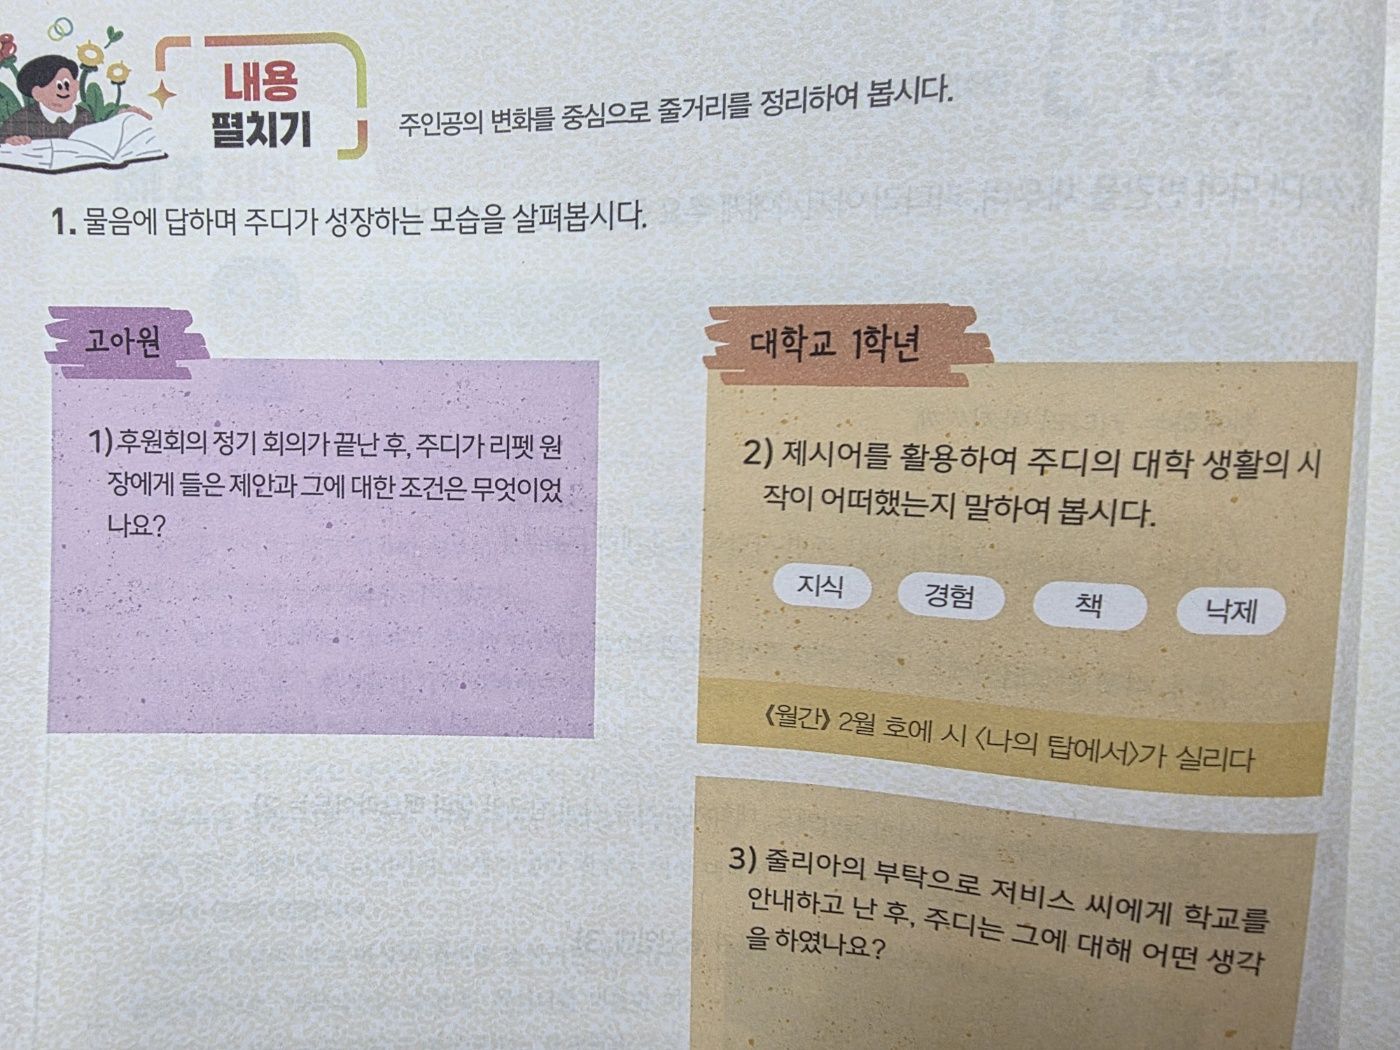 내용
펼치기
주인공의 변화를 중심으로 줄거리를 정리하여 봅시다.
1. 물음에 답하며 주디가 성장하는 모습을 살펴봅시다.
고아원
1) 후원회의 정기 회의가 끝난 후, 주디가 리펫 원
장에게 들은 제안과 그에 대한 조건은 무엇이었
나요?
대학교 1학년
2) 제시어를 활용하여 주디의 대학 생활의 시
작이 어떠했는지 말하여 봅시다.
지식 경험 책 낙제
《월간》 2월 호에 시 〈나의 탑에서〉가 실리다
3) 줄리아의 부탁으로 저비스 씨에게 학교를
안내하고 난 후, 주디는 그에 대해 어떤 생각
을 하였나요?